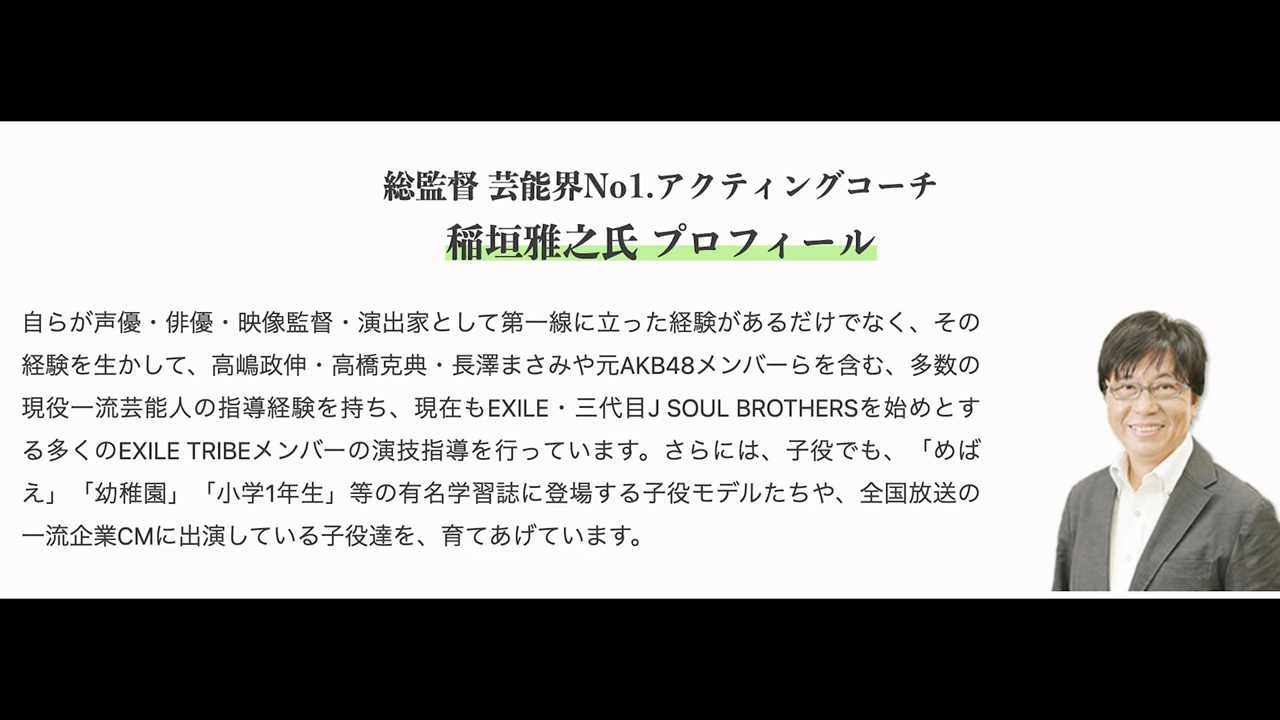 総監督 芸能界No1.アクティングコーチ
稲垣雅之氏 プロフィール
自らが声優・俳優・映像監督・演出家として第一線に立った経験があるだけでなく、その
経験を生かして、高嶋政伸・高橋克典・長澤まさみや元AKB48メンバーらを含む、多数の
現役一流芸能人の指導経験を持ち、現在もEXILE・三代目J SOUL BROTHERSを始めとす
る多くのEXILE TRIBEメンバーの演技指導を行っています。さらには、子役でも、「めば
え」「幼稚園」「小学1年生」等の有名学習誌に登場する子役モデルたちや、全国放送の
一流企業CMに出演している子役達を、育てあげています。